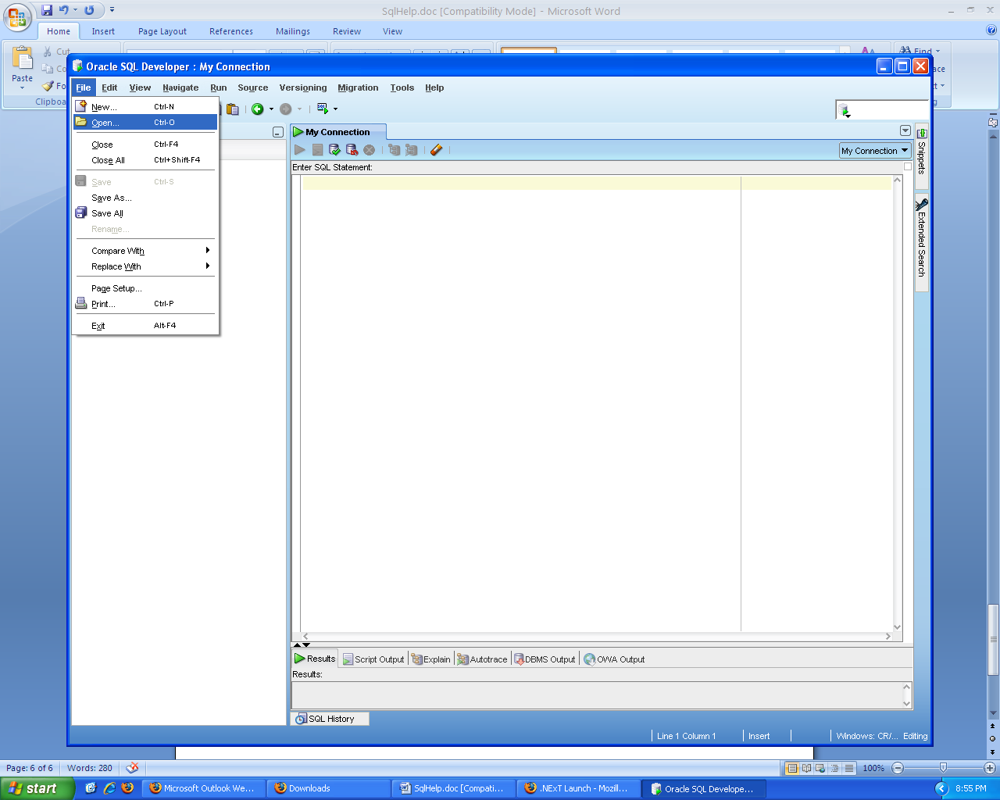 SqlHelp.doc [Compatibility Mode] - Microsoft Word
Home Insert Page Layout References Mailings Review View
Cut Find
Paste
Clipboa
Oracle SQL Developer : My Connection
File Edit View Navigate Run Source Versioning Migration Tools Help
New... Ctrl-N
Open... Ctrl-O
Close Ctrl-F4
Close All Ctrl+Shift-F4
Save Ctrl-S
Save As...
Save All
Rename...
Compare With
Replace With
Page Setup...
Print... Ctrl-P
Exit Alt-F4
My Connection
My Connection
Enter SQL Statement:
Snippets
Extended Search
Results Script Output Explain Autotrace DBMS Output OWA Output
Results:
SQL History
Line 1 Column 1 Insert Windows: CR/... Editing
Page: 6 of 6 Words: 280 100%
start Microsoft Outlook We... Downloads SqlHelp.doc [Compati... .NExT Launch - Mozill... Oracle SQL Develope... 8:55 PM